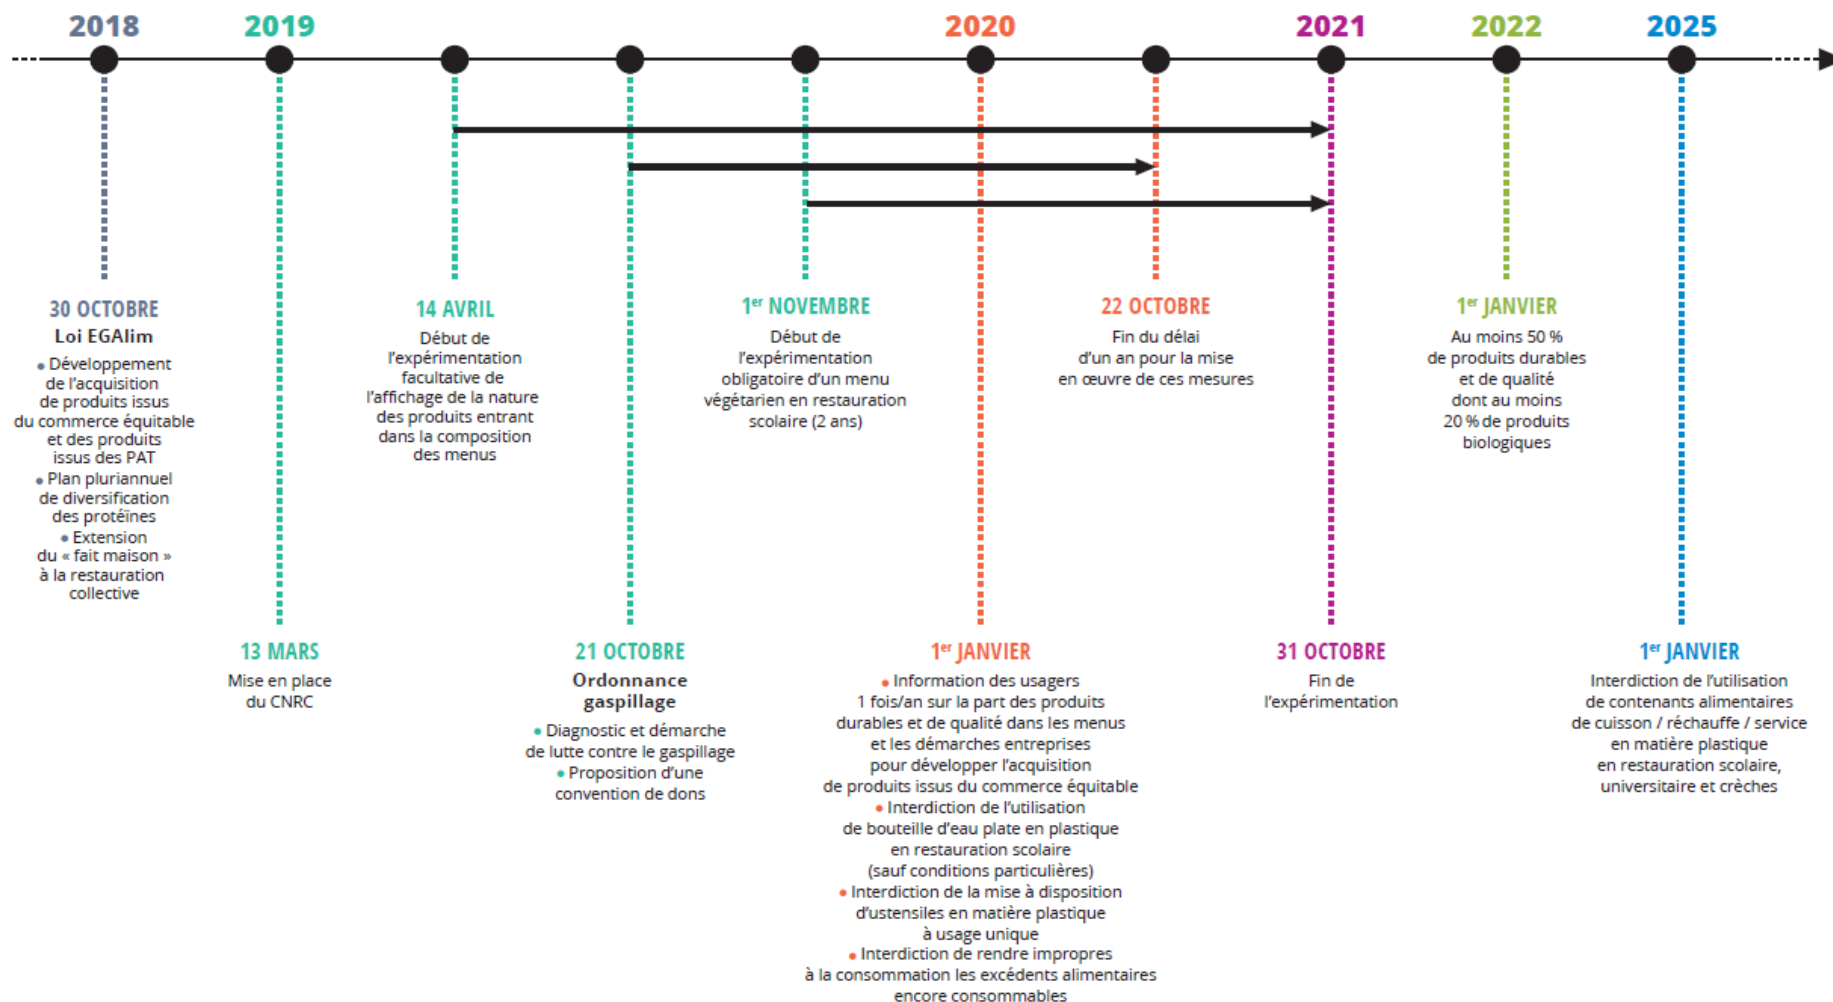 2018
2019
2020
2021
2022
2025
30 OCTOBRE
Loi EGAlim
• Développement
de l'acquisition
de produits issus
du commerce équitable
et des produits
issus des PAT
• Plan pluriannuel
de diversification
des protéines
• Extension
du « fait maison »
à la restauration
collective
13 MARS
Mise en place
du CNRC
14 AVRIL
Début de
l'expérimentation
facultative de
l'affichage de la nature
des produits entrant
dans la composition
des menus
21 OCTOBRE
Ordonnance
gaspillage
• Diagnostic et démarche
de lutte contre le gaspillage
• Proposition d'une
convention de dons
1er NOVEMBRE
Début de
l'expérimentation
obligatoire d'un menu
végétarien en restauration
scolaire (2 ans)
1er JANVIER
• Information des usagers
1 fois/an sur la part des produits
durables et de qualité dans les menus
et les démarches entreprises
pour développer l'acquisition
de produits issus du commerce équitable
• Interdiction de l'utilisation
de bouteille d'eau plate en plastique
en restauration scolaire
(sauf conditions particulières)
• Interdiction de la mise à disposition
d'ustensiles en matière plastique
à usage unique
• Interdiction de rendre impropres
à la consommation les excédents alimentaires
encore consommables
22 OCTOBRE
Fin du délai
d'un an pour la mise
en œuvre de ces mesures
31 OCTOBRE
Fin de
l'expérimentation
1er JANVIER
Au moins 50 %
de produits durables
et de qualité
dont au moins
20 % de produits
biologiques
1er JANVIER
Interdiction de l'utilisation
de contenants alimentaires
de cuisson / réchauffe / service
en matière plastique
en restauration scolaire,
universitaire et crèches